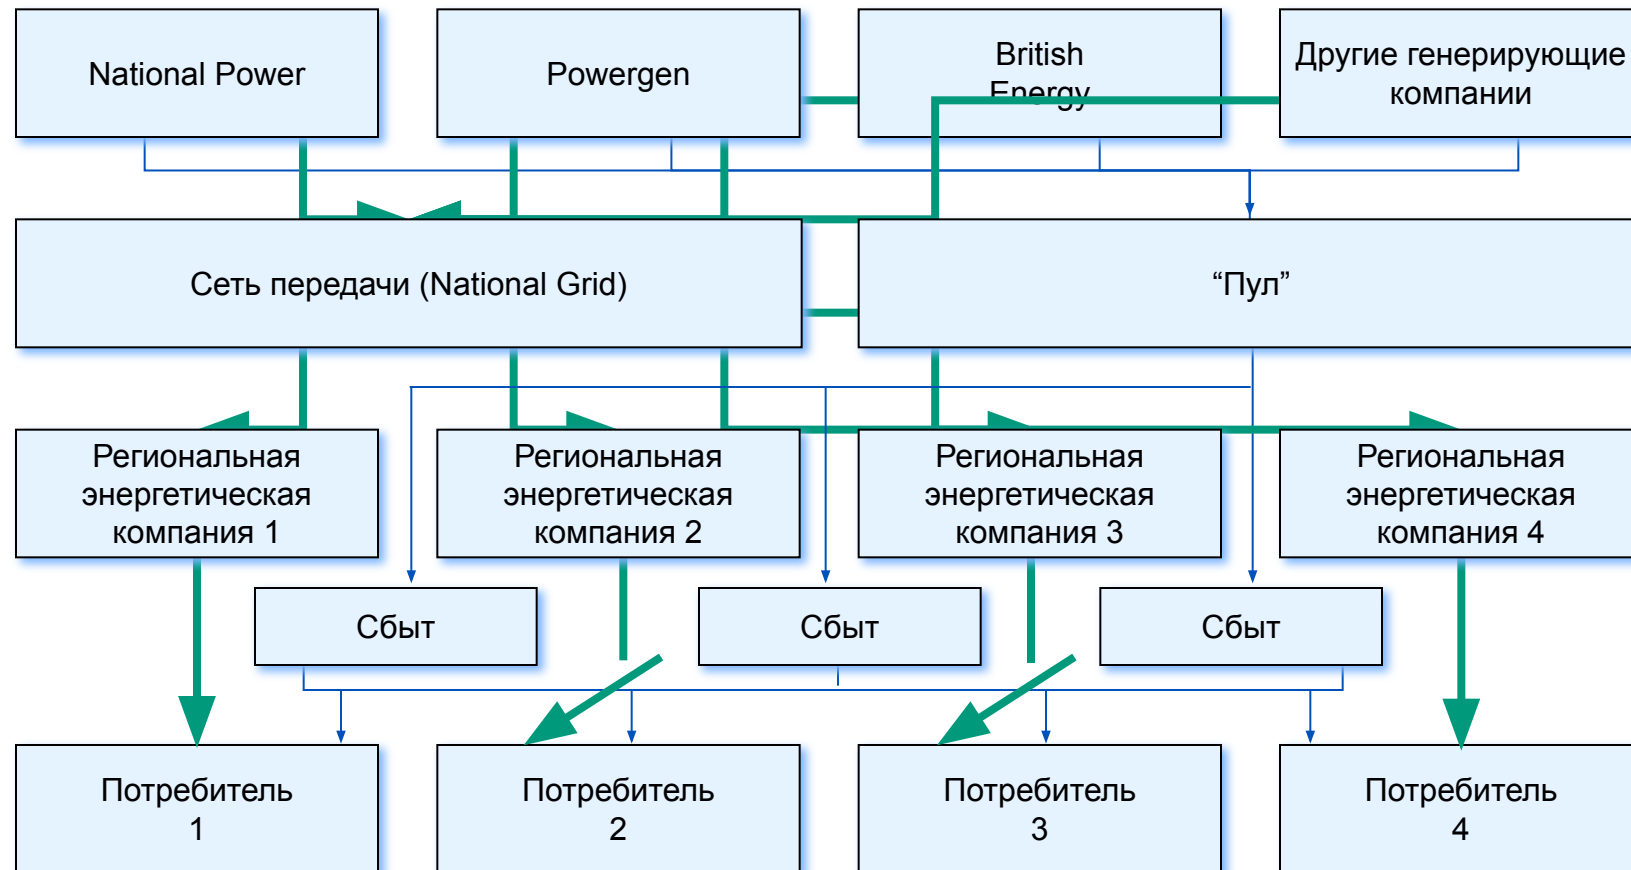 National Power
Powergen
British
Energy
Другие генерирующие
компании
Сеть передачи (National Grid)
“Пул”
Региональная
энергетическая
компания 1
Региональная
энергетическая
компания 2
Региональная
энергетическая
компания 3
Региональная
энергетическая
компания 4
Сбыт
Сбыт
Сбыт
Потребитель
1
Потребитель
2
Потребитель
3
Потребитель
4